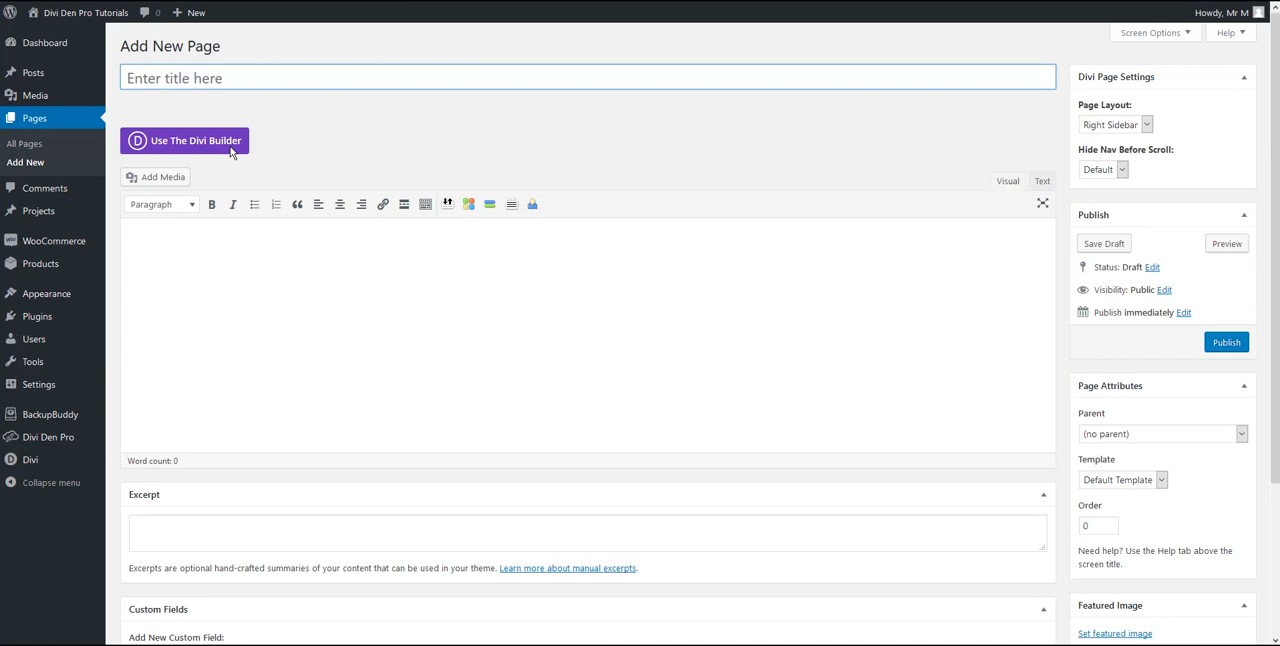 Divi Den Pro Tutorials 0 New Howdy, Mr M
Dashboard
Posts
Media
Pages
All Pages
Add New
Comments
Projects
WooCommerce
Products
Appearance
Plugins
Users
Tools
Settings
BackupBuddy
Divi Den Pro
Divi
Collapse menu
Screen Options Help
Add New Page
Enter title here
D Use The Divi Builder
Add Media
Visual Text
Paragraph B I
Word count: 0
Excerpt
Excerpts are optional hand-crafted summaries of your content that can be used in your theme. Learn more about manual excerpts.
Custom Fields
Add New Custom Field:
Divi Page Settings
Page Layout:
Right Sidebar
Hide Nav Before Scroll:
Default
Publish
Save Draft Preview
Status: Draft Edit
Visibility: Public Edit
Publish immediately Edit
Publish
Page Attributes
Parent
(no parent)
Template
Default Template
Order
0
Need help? Use the Help tab above the
screen title.
Featured Image
Set featured image